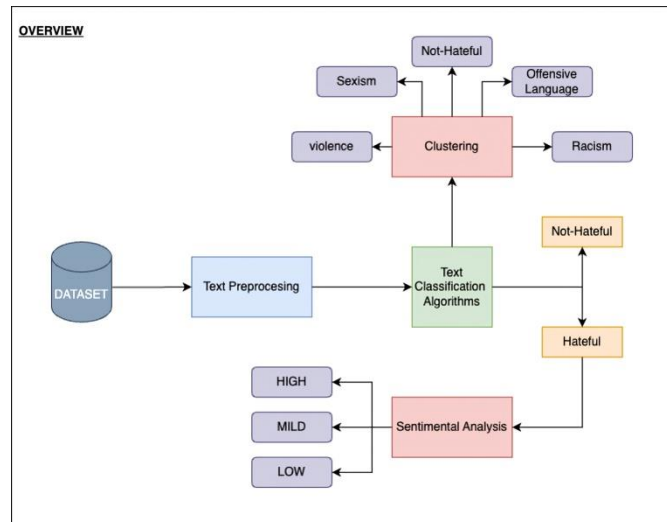 OVERVIEW
Not-Hateful
Sexism
Offensive
Language
violence
Clustering
Racism
Not-Hateful
DATASET
Text Preprocesing
Text
Classification
Algorithms
Hateful
HIGH
MILD
Sentimental Analysis
LOW